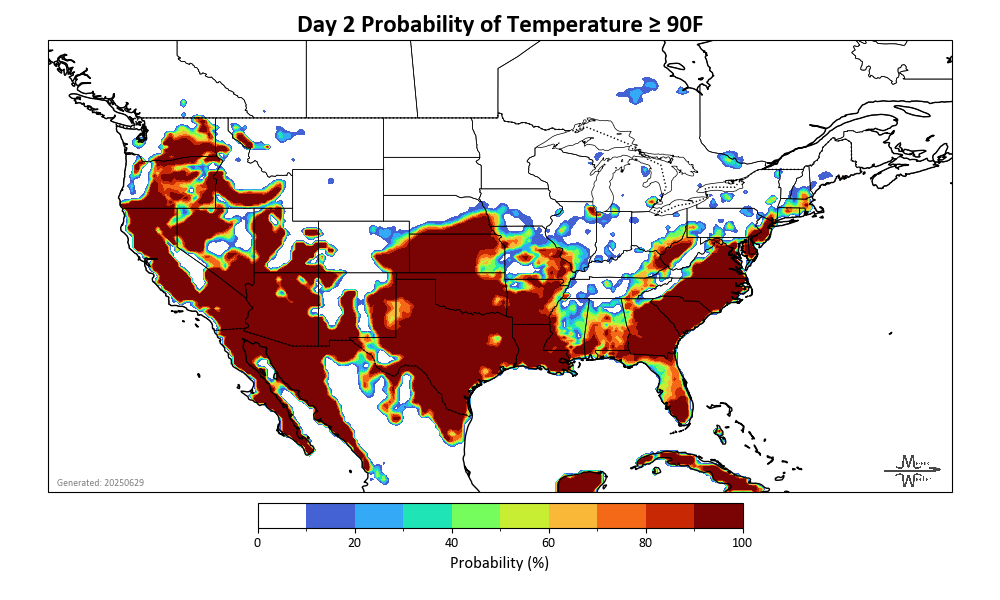 Day 2 Probability of Temperature ≥ 90F
Generated: 20250629
0 20 40 60 80 100
Probability (%)